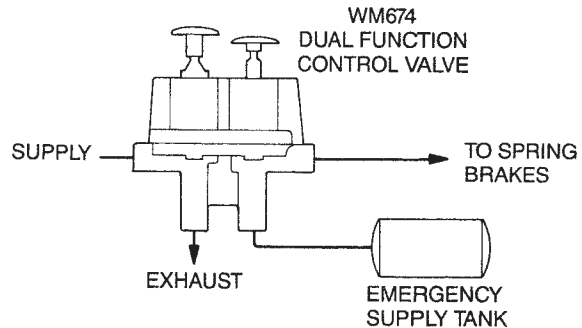 WM674
DUAL FUNCTION
CONTROL VALVE
SUPPLY
TO SPRING
BRAKES
EXHAUST
EMERGENCY
SUPPLY TANK